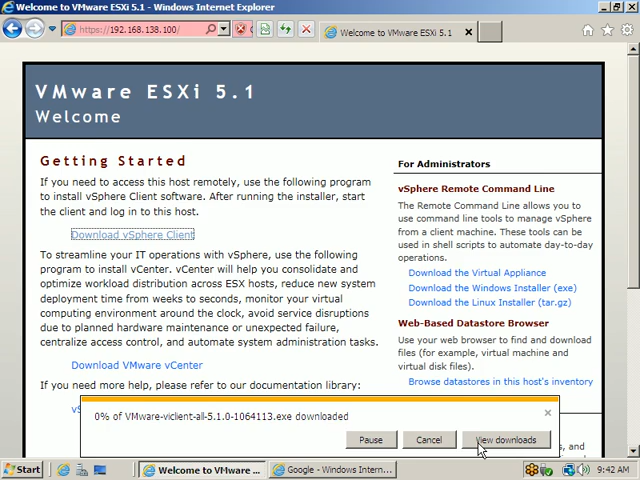 Welcome to VMware ESXi 5.1 - Windows Internet Explorer
https://192.168.138.100/
Welcome to VMware ESXi 5.1
VMware ESXi 5.1
Welcome
Getting Started
If you need to access this host remotely, use the following program
to install vSphere Client software. After running the installer, start
the client and log in to this host.
Download vSphere Client
To streamline your IT operations with vSphere, use the following
program to install vCenter. vCenter will help you consolidate and
optimize workload distribution across ESX hosts, reduce new system
deployment time from weeks to seconds, monitor your virtual
computing environment around the clock, avoid service disruptions
due to planned hardware maintenance or unexpected failure,
centralize access control, and automate system administration tasks.
Download VMware vCenter
If you need more help, please refer to our documentation library:
For Administrators
vSphere Remote Command Line
The Remote Command Line allows you to
use command line tools to manage vSphere
from a client machine. These tools can be
used in shell scripts to automate day-to-day
operations.
Download the Virtual Appliance
Download the Windows Installer (exe)
Download the Linux Installer (tar.gz)
Web-Based Datastore Browser
Use your web browser to find and download
files (for example, virtual machine and
virtual disk files).
Browse datastores in this host's inventory
0% of VMware-viclient-all-5.1.0-1064113.exe downloaded
Pause
Cancel
View downloads
Start
Welcome to VMware ...
Google - Windows Intern...
9:42 AM